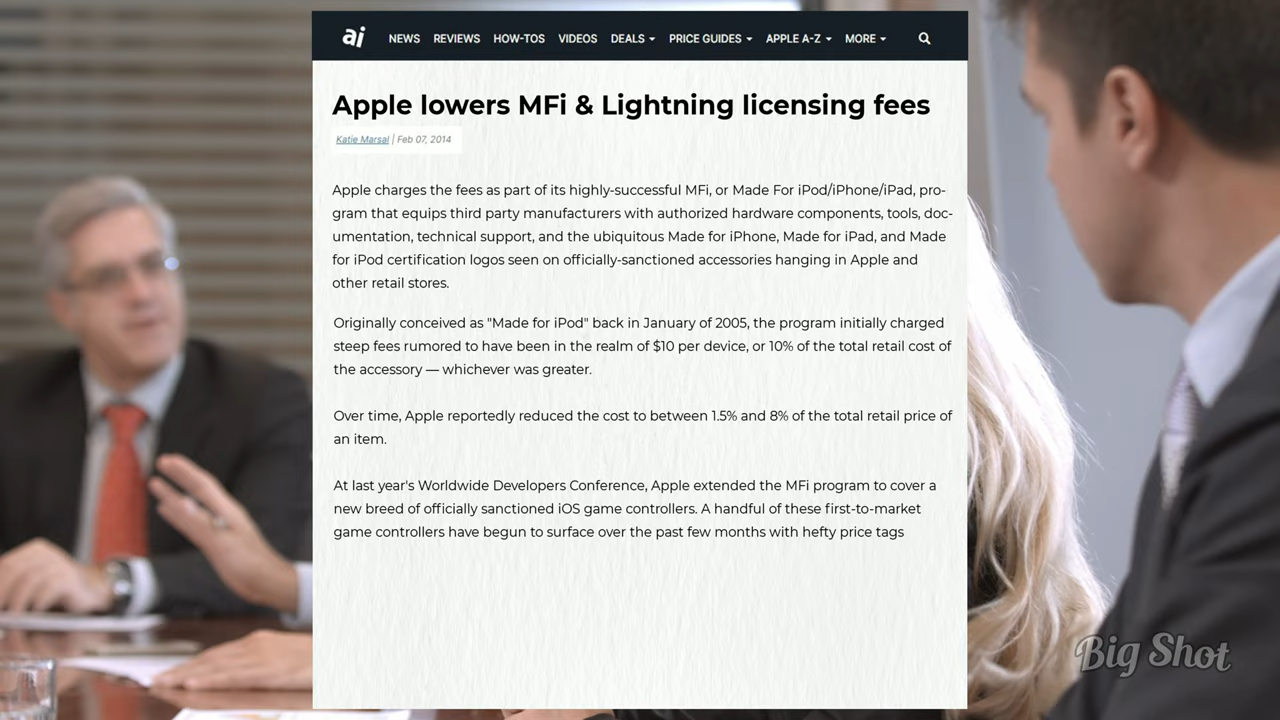 ai NEWS REVIEWS HOW-TOS VIDEOS DEALS PRICE GUIDES APPLE A-Z MORE
Apple lowers MFi & Lightning licensing fees
Katie Marsal | Feb 07, 2014
Apple charges the fees as part of its highly-successful MFi, or Made For iPod/iPhone/iPad, pro-
gram that equips third party manufacturers with authorized hardware components, tools, doc-
umentation, technical support, and the ubiquitous Made for iPhone, Made for iPad, and Made
for iPod certification logos seen on officially-sanctioned accessories hanging in Apple and
other retail stores.
Originally conceived as "Made for iPod" back in January of 2005, the program initially charged
steep fees rumored to have been in the realm of $10 per device, or 10% of the total retail cost of
the accessory — whichever was greater.
Over time, Apple reportedly reduced the cost to between 1.5% and 8% of the total retail price of
an item.
At last year's Worldwide Developers Conference, Apple extended the MFi program to cover a
new breed of officially sanctioned iOS game controllers. A handful of these first-to-market
game controllers have begun to surface over the past few months with hefty price tags
Big Shot